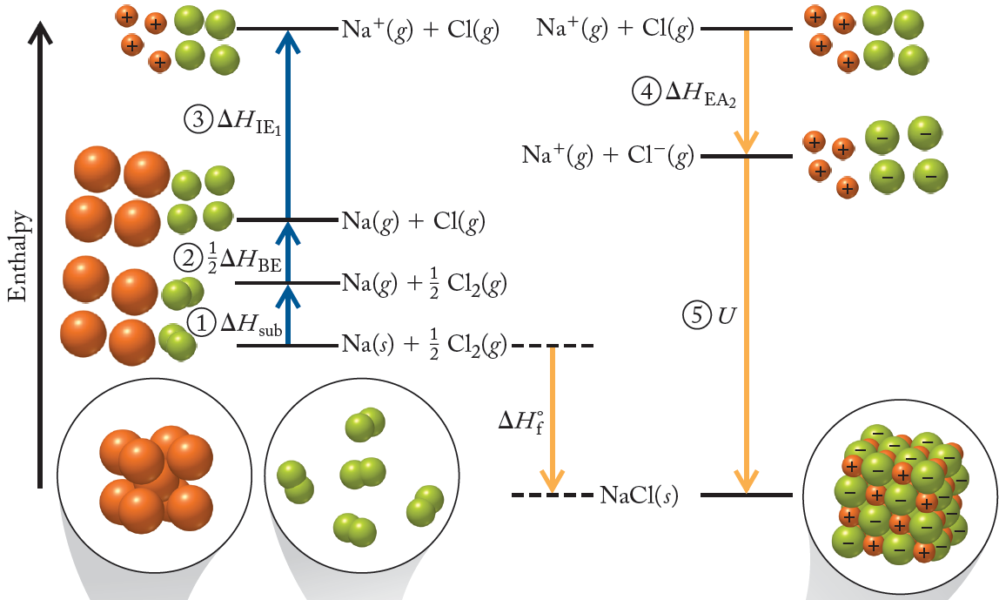 Enthalpy
Na⁺(g) + Cl(g)
③ ΔH_IE₁
Na(g) + Cl(g)
② ½ΔH_BE
Na(g) + ½ Cl₂(g)
① ΔH_sub
Na(s) + ½ Cl₂(g)
ΔH°_f
NaCl(s)
Na⁺(g) + Cl(g)
④ ΔH_EA₂
Na⁺(g) + Cl⁻(g)
⑤ U